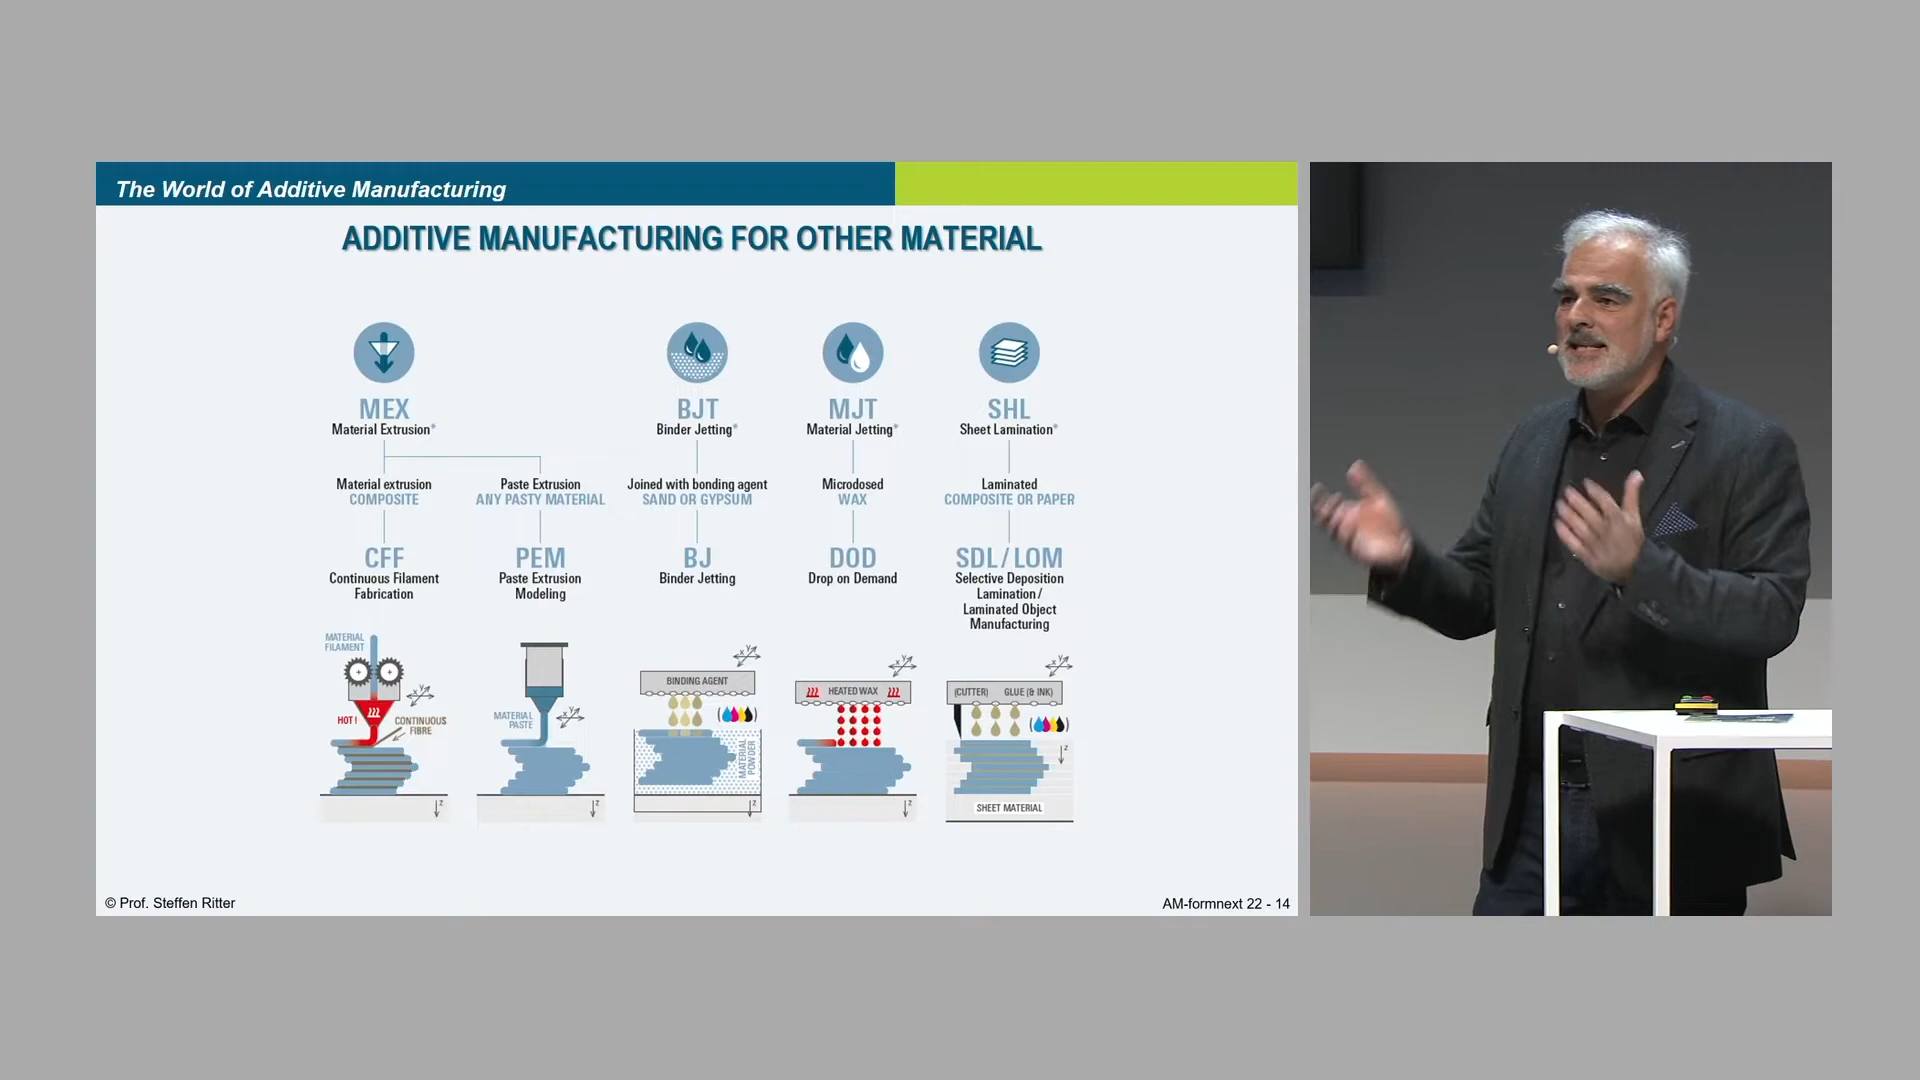 The World of Additive Manufacturing
ADDITIVE MANUFACTURING FOR OTHER MATERIAL
MEX
Material Extrusion*
BJT
Binder Jetting*
MJT
Material Jetting*
SHL
Sheet Lamination*
Material extrusion
COMPOSITE
Paste Extrusion
ANY PASTY MATERIAL
Joined with bonding agent
SAND OR GYPSUM
Microdosed
WAX
Laminated
COMPOSITE OR PAPER
CFF
Continuous Filament
Fabrication
PEM
Paste Extrusion
Modeling
BJ
Binder Jetting
DOD
Drop on Demand
SDL / LOM
Selective Deposition
Lamination /
Laminated Object
Manufacturing
MATERIAL
FILAMENT
x y
HOT !
CONTINUOUS
FIBRE
z
MATERIAL
PASTE
x y
z
x y
BINDING AGENT
MATERIAL
POWDER
z
x y
HEATED WAX
z
x y
(CUTTER) GLUE (& INK)
z
SHEET MATERIAL
© Prof. Steffen Ritter
AM-formnext 22 - 14